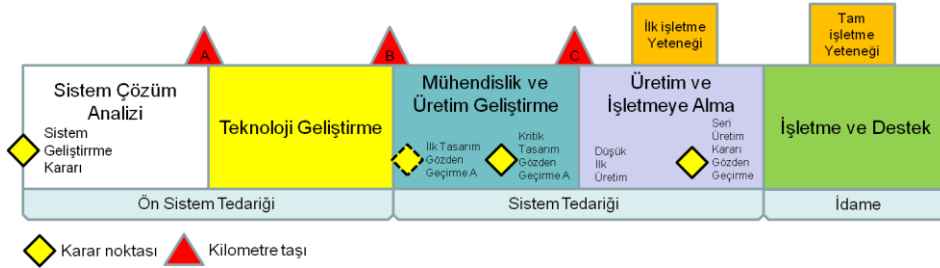 İlk işletme
Yeteneği
Tam
işletme
Yeteneği
A
B
C
Sistem Çözüm
Analizi
Sistem
Geliştirrme
Kararı
Teknoloji Geliştirme
Mühendislik ve
Üretim Geliştirme
İlk Tasarım
Gözden
Geçirme A
Kritik
Tasarım
Gözden
Geçirme A
Üretim ve
İşletmeye Alma
Düşük
İlk
Üretim
Seri
Üretim
Kararı
Gözden
Geçirme
İşletme ve Destek
Ön Sistem Tedariği
Sistem Tedariği
İdame
Karar noktası
Kilometre taşı